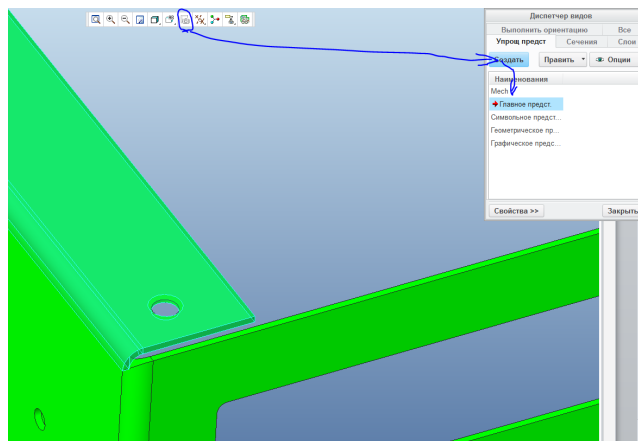 Диспетчер видов
Выполнить ориентацию Все
Упрощ предст Сечения Слои
Создать Править Опции
Наименования
Mech
Главное предст.
Символьное предст...
Геометрическое пр...
Графическое предс...
Свойства >> Закрыть